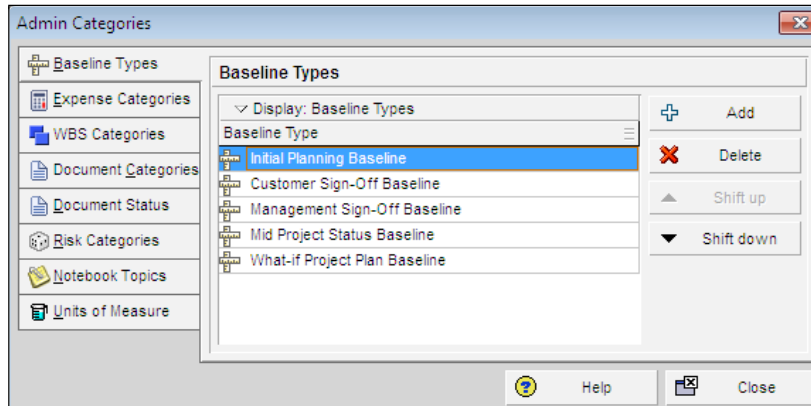 Admin Categories
Baseline Types
Expense Categories
WBS Categories
Document Categories
Document Status
Risk Categories
Notebook Topics
Units of Measure
Baseline Types
Display: Baseline Types
Baseline Type
Initial Planning Baseline
Customer Sign-Off Baseline
Management Sign-Off Baseline
Mid Project Status Baseline
What-if Project Plan Baseline
Add
Delete
Shift up
Shift down
Help
Close